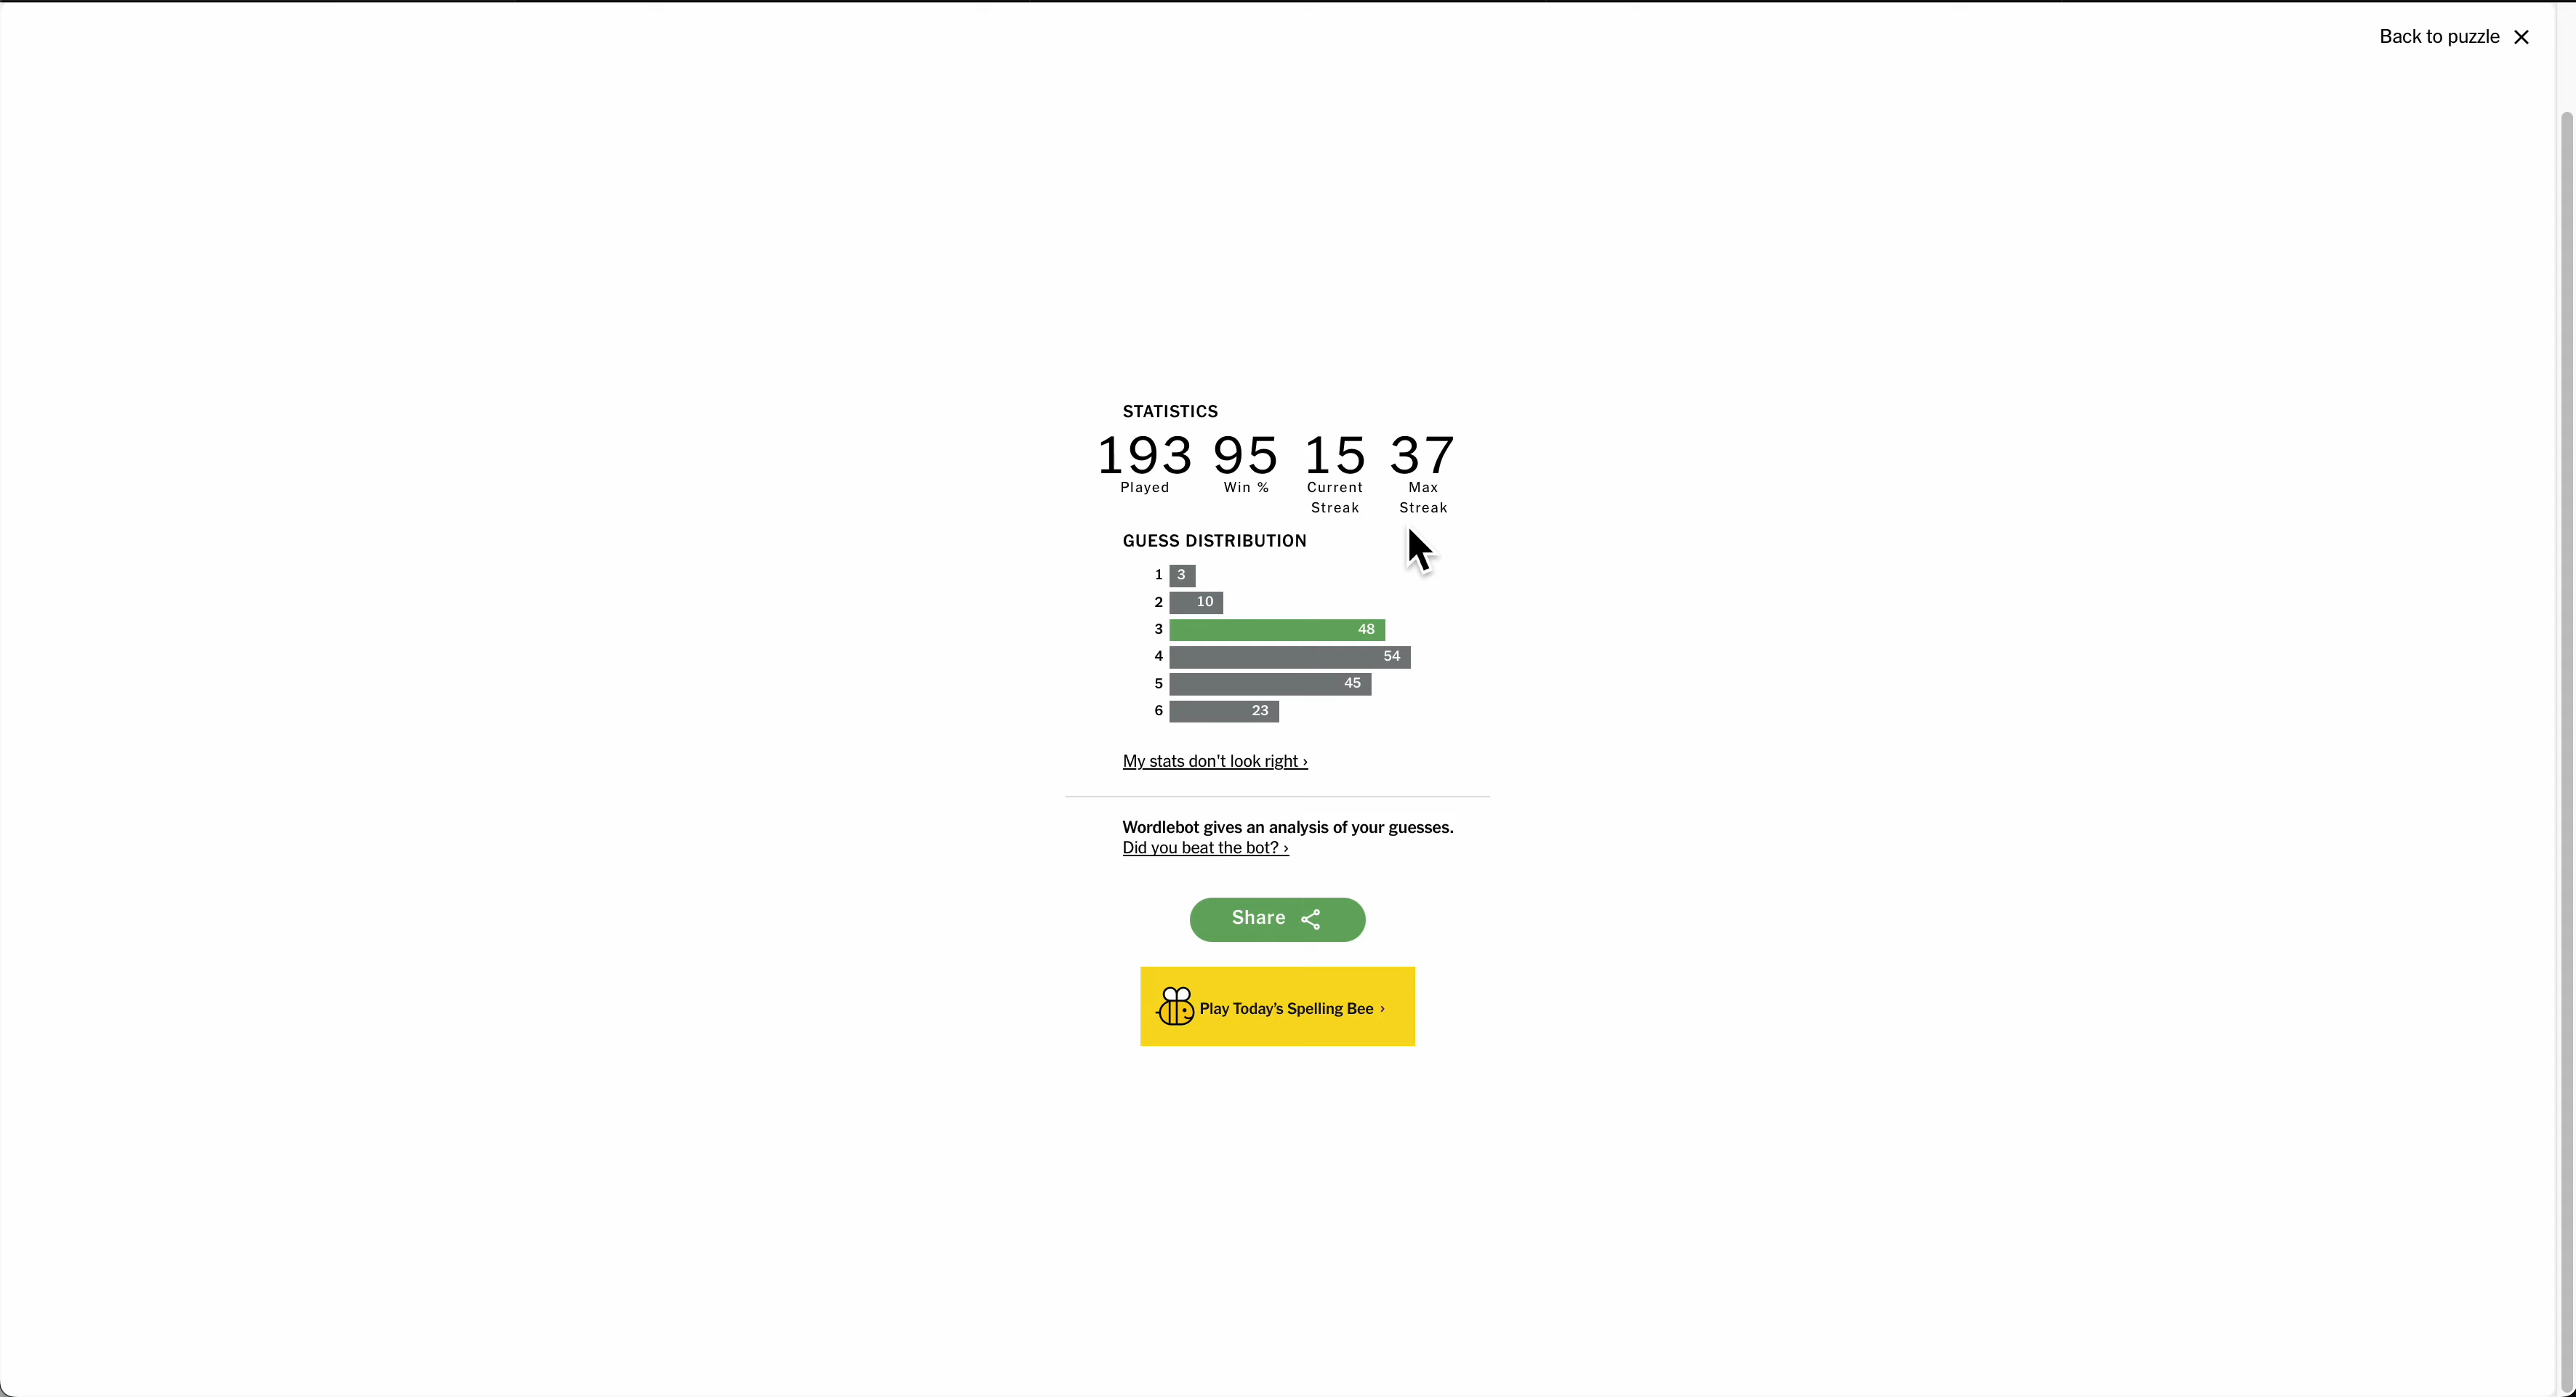 Back to puzzle
STATISTICS
193 95 15 37
Played Win % Current Streak Max Streak
GUESS DISTRIBUTION
1 3
2 10
3 48
4 54
5 45
6 23
My stats don't look right ›
Wordlebot gives an analysis of your guesses.
Did you beat the bot? ›
Share
Play Today’s Spelling Bee ›